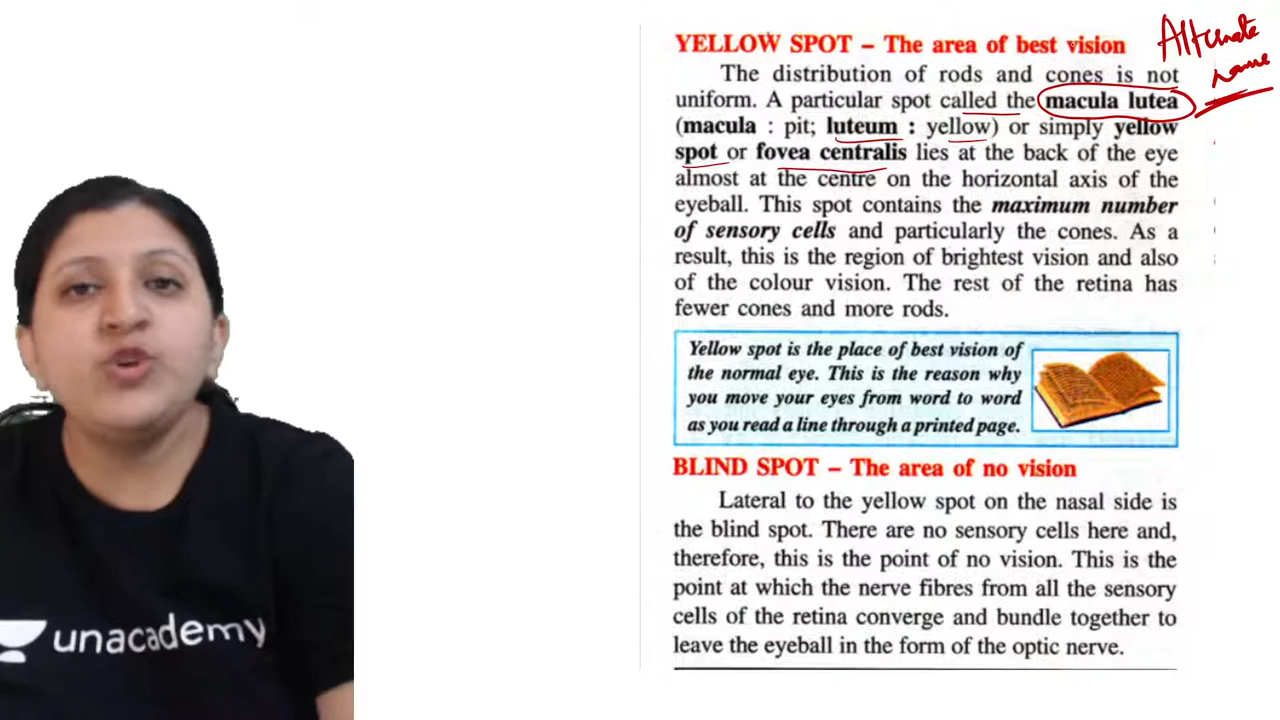 YELLOW SPOT – The area of best vision
Alternate
name
The distribution of rods and cones is not
uniform. A particular spot called the macula lutea
(macula : pit; luteum : yellow) or simply yellow
spot or fovea centralis lies at the back of the eye
almost at the centre on the horizontal axis of the
eyeball. This spot contains the maximum number
of sensory cells and particularly the cones. As a
result, this is the region of brightest vision and also
of the colour vision. The rest of the retina has
fewer cones and more rods.
Yellow spot is the place of best vision of
the normal eye. This is the reason why
you move your eyes from word to word
as you read a line through a printed page.
BLIND SPOT – The area of no vision
Lateral to the yellow spot on the nasal side is
the blind spot. There are no sensory cells here and,
therefore, this is the point of no vision. This is the
point at which the nerve fibres from all the sensory
cells of the retina converge and bundle together to
leave the eyeball in the form of the optic nerve.
unacademy